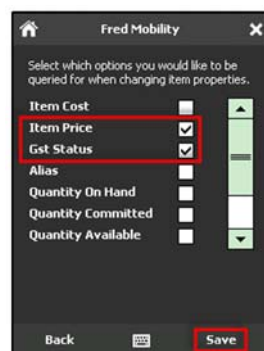 Fred Mobility
Select which options you would like to be
queried for when changing item properties.
Item Cost
Item Price
Gst Status
Alias
Quantity On Hand
Quantity Committed
Quantity Available
Back
Save